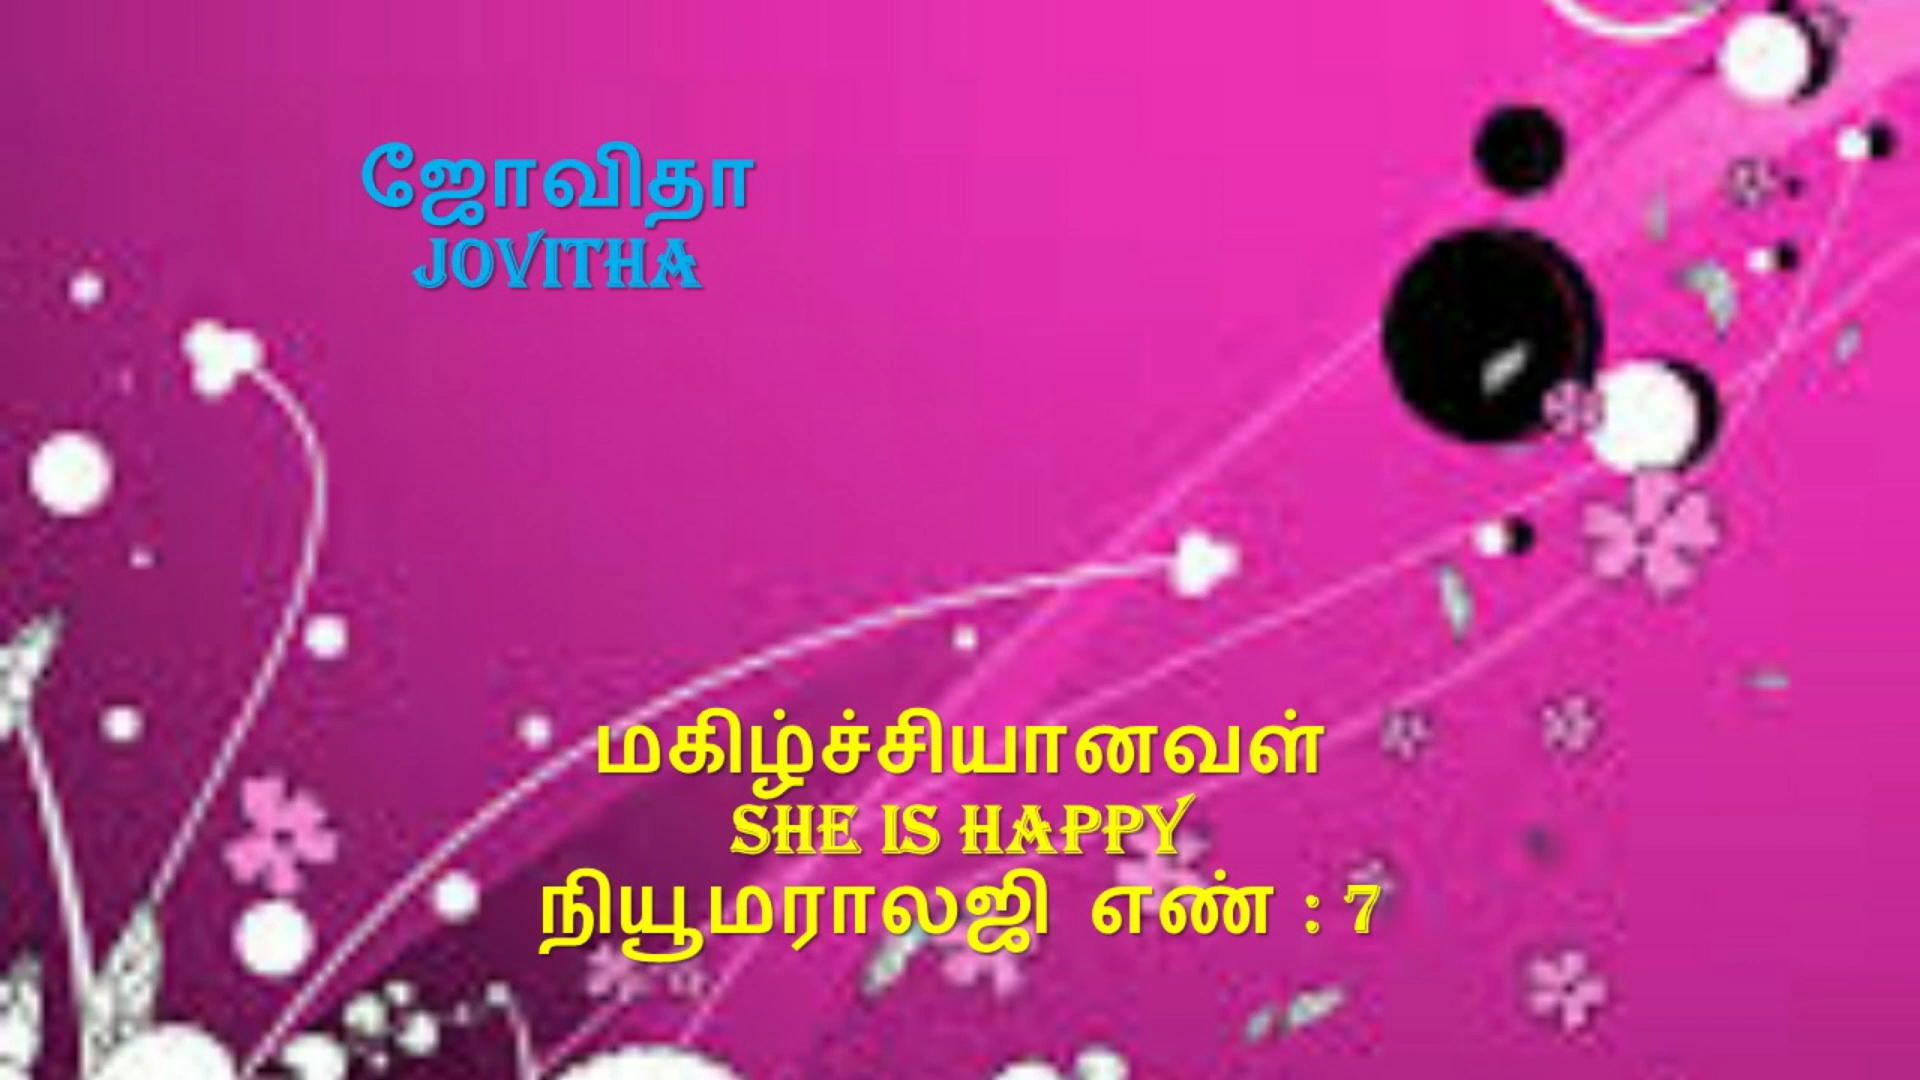 ஜோவிதா
JOVITHA
மகிழ்ச்சியானவள்
SHE IS HAPPY
நியூமராலஜி எண் : 7